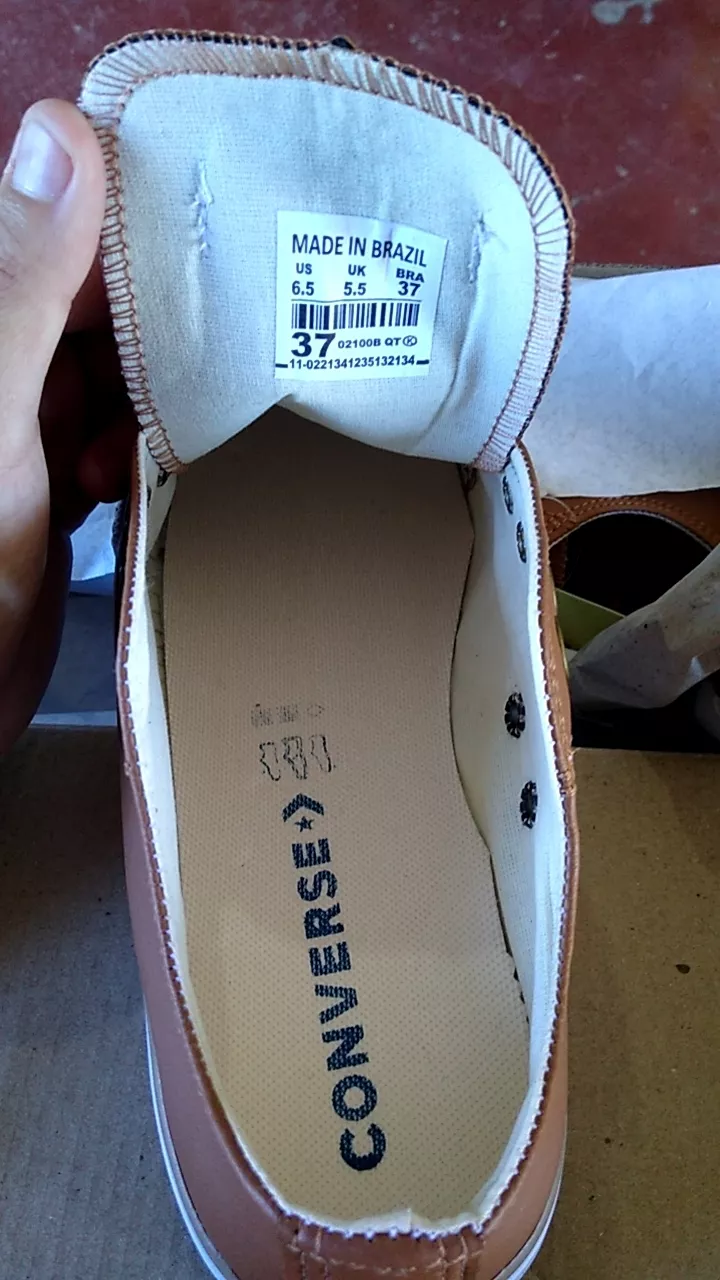 MADE IN BRAZIL
US UK BRA
6.5 5.5 37
37 02100B QT Ⓚ
11-0221341235132134
CONVERSE